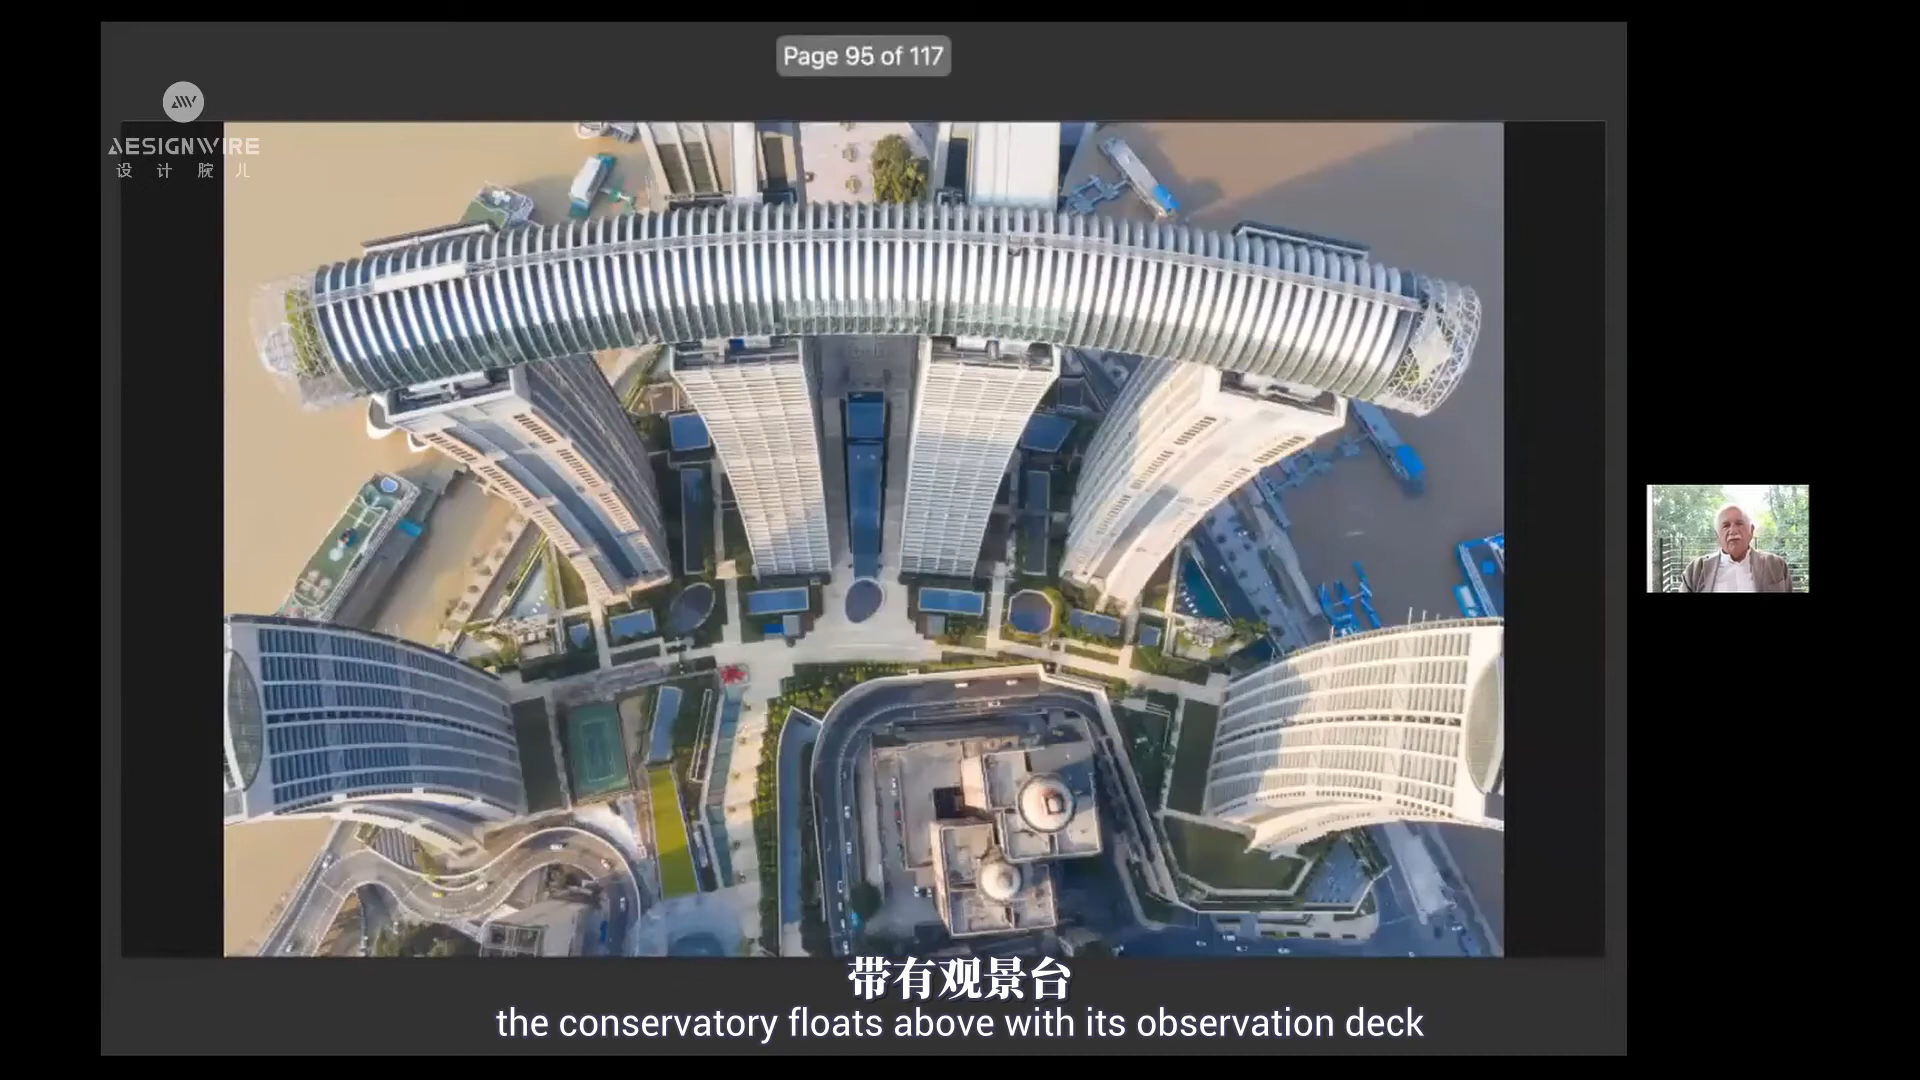 Page 95 of 117
AESIGNWIRE
设计腕儿
带有观景台
the conservatory floats above with its observation deck